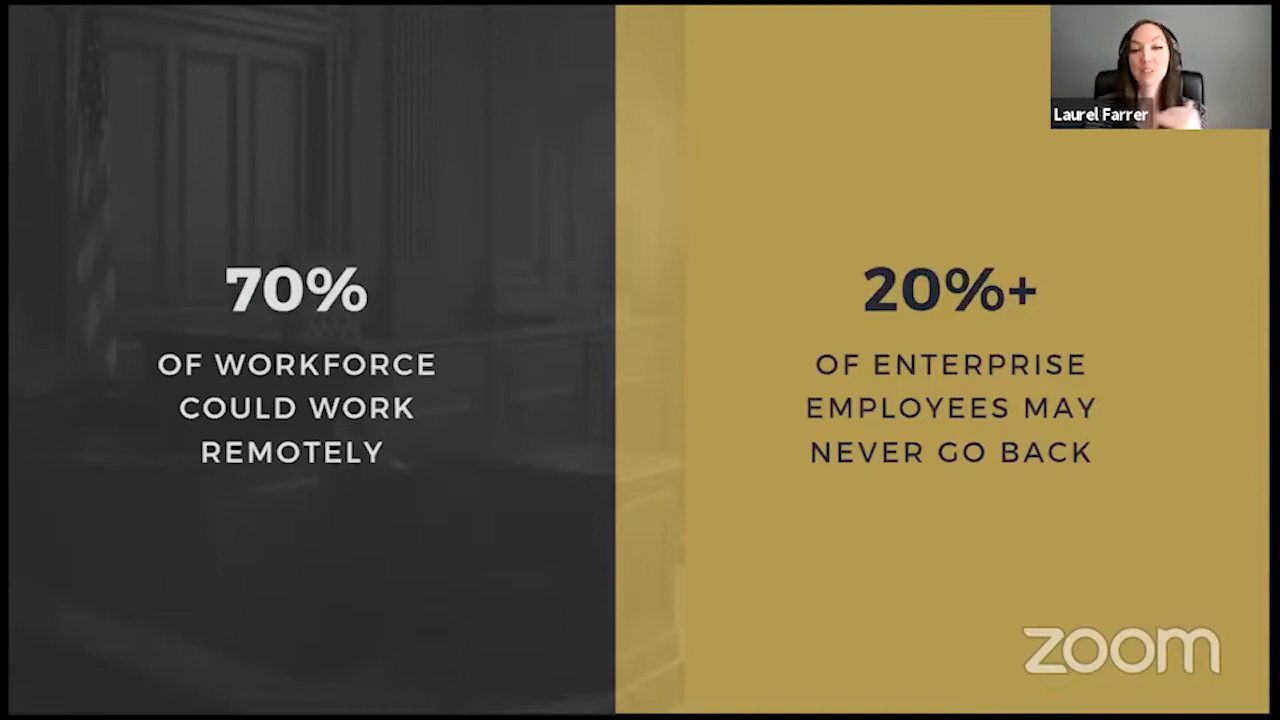 Laurel Farrer
70%
OF WORKFORCE
COULD WORK
REMOTELY
20%+
OF ENTERPRISE
EMPLOYEES MAY
NEVER GO BACK
zoom